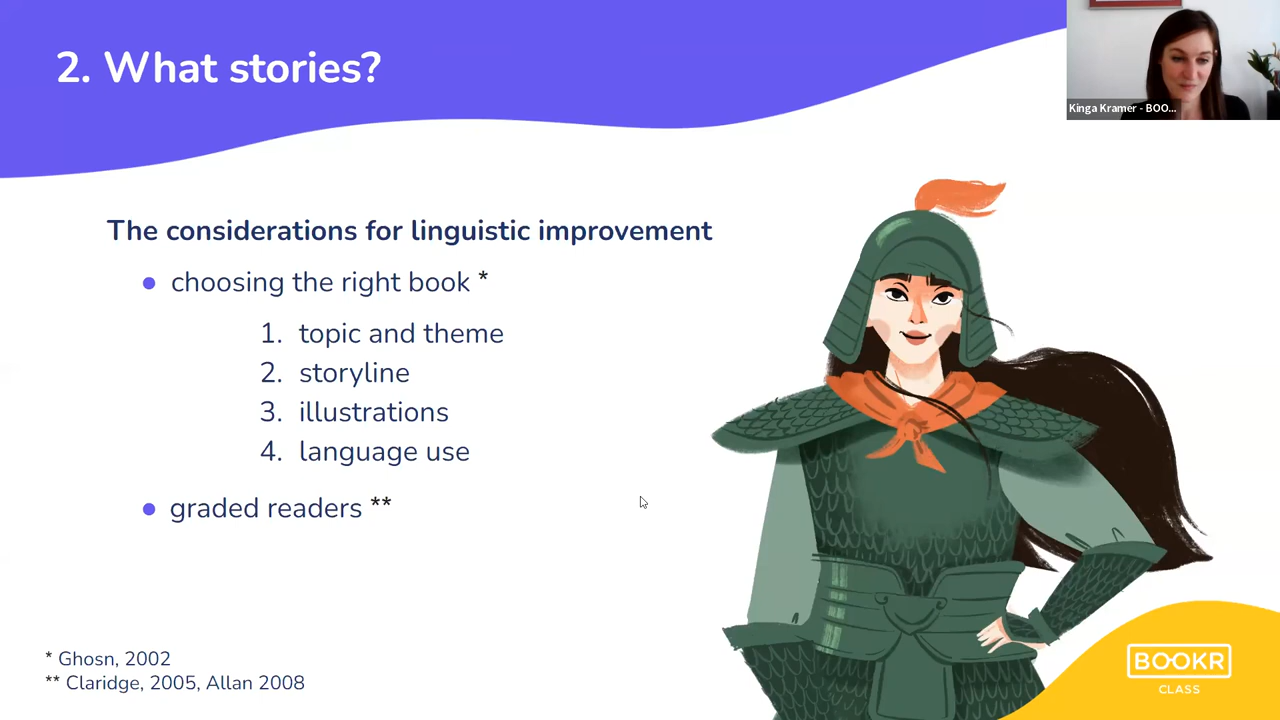 2. What stories?
Kinga Kramer - BOO...
The considerations for linguistic improvement
choosing the right book *
1. topic and theme
2. storyline
3. illustrations
4. language use
graded readers **
* Ghosn, 2002
** Claridge, 2005, Allan 2008
BOOKR
CLASS